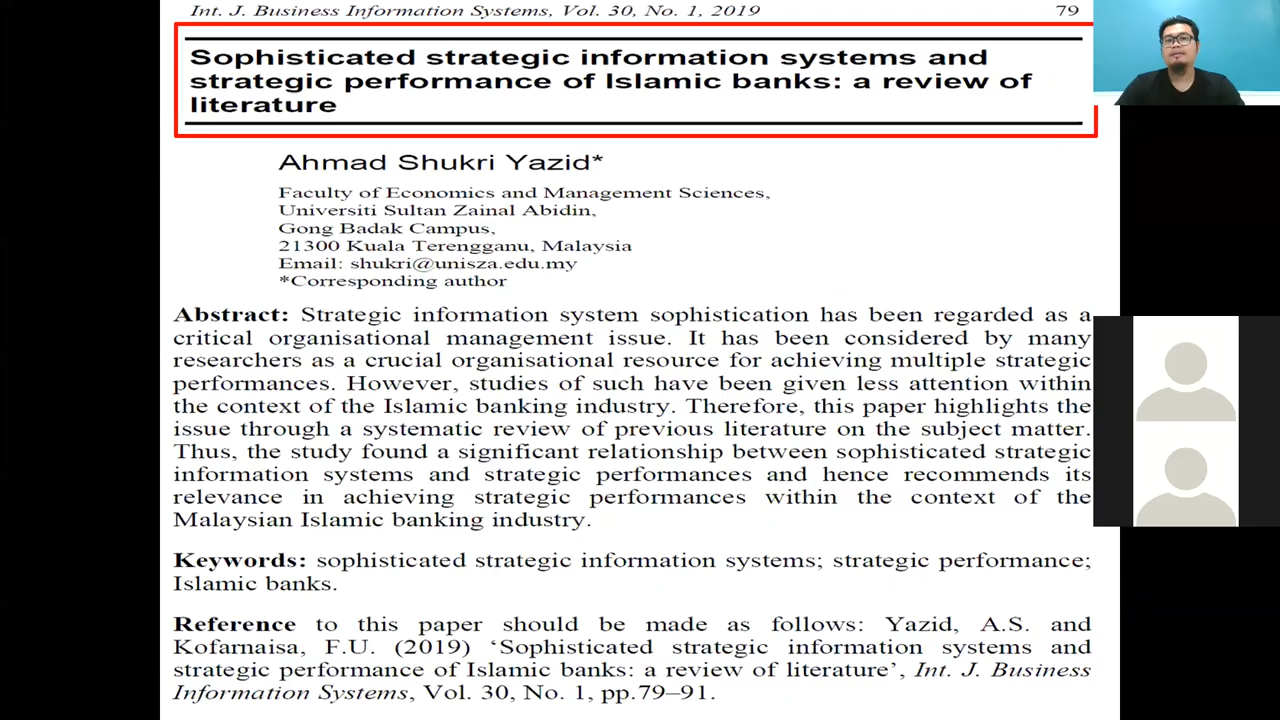 Int. J. Business Information Systems, Vol. 30, No. 1, 2019 79
Sophisticated strategic information systems and
strategic performance of Islamic banks: a review of
literature
Ahmad Shukri Yazid*
Faculty of Economics and Management Sciences,
Universiti Sultan Zainal Abidin,
Gong Badak Campus,
21300 Kuala Terengganu, Malaysia
Email: shukri@unisza.edu.my
*Corresponding author
Abstract: Strategic information system sophistication has been regarded as a
critical organisational management issue. It has been considered by many
researchers as a crucial organisational resource for achieving multiple strategic
performances. However, studies of such have been given less attention within
the context of the Islamic banking industry. Therefore, this paper highlights the
issue through a systematic review of previous literature on the subject matter.
Thus, the study found a significant relationship between sophisticated strategic
information systems and strategic performances and hence recommends its
relevance in achieving strategic performances within the context of the
Malaysian Islamic banking industry.
Keywords: sophisticated strategic information systems; strategic performance;
Islamic banks.
Reference to this paper should be made as follows: Yazid, A.S. and
Kofarnaisa, F.U. (2019) ‘Sophisticated strategic information systems and
strategic performance of Islamic banks: a review of literature’, Int. J. Business
Information Systems, Vol. 30, No. 1, pp.79–91.